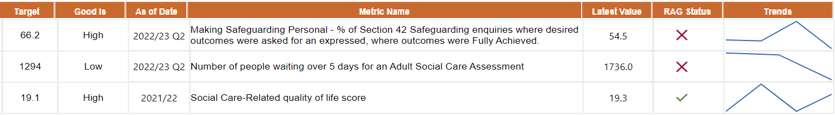 Target Good Is As of Date Metric Name Latest Value RAG Status Trends
66.2 High 2022/23 Q2 Making Safeguarding Personal - % of Section 42 Safeguarding enquiries where desired
outcomes were asked for an expressed, where outcomes were Fully Achieved. 54.5
1294 Low 2022/23 Q2 Number of people waiting over 5 days for an Adult Social Care Assessment 1736.0
19.1 High 2021/22 Social Care-Related quality of life score 19.3